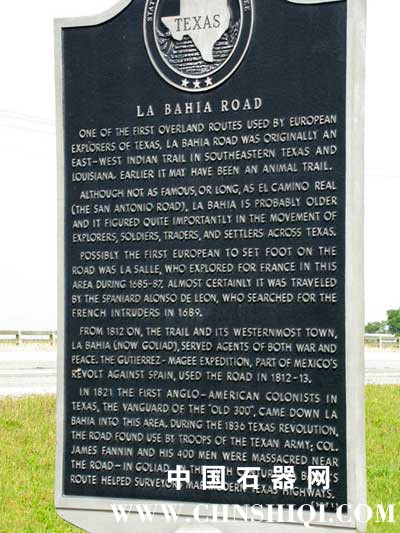 TEXAS
LA BAHIA ROAD
ONE OF THE FIRST OVERLAND ROUTES USED BY EUROPEAN
EXPLORERS OF TEXAS, LA BAHIA ROAD WAS ORIGINALLY AN
EAST-WEST INDIAN TRAIL IN SOUTHEASTERN TEXAS AND
LOUISIANA. EARLIER IT MAY HAVE BEEN AN ANIMAL TRAIL.
ALTHOUGH NOT AS FAMOUS, OR LONG, AS EL CAMINO REAL
(THE SAN ANTONIO ROAD), LA BAHIA IS PROBABLY OLDER
AND IT FIGURED QUITE IMPORTANTLY IN THE MOVEMENT OF
EXPLORERS, SOLDIERS, TRADERS, AND SETTLERS ACROSS TEXAS.
POSSIBLY THE FIRST EUROPEAN TO SET FOOT ON THE
ROAD WAS LA SALLE, WHO EXPLORED FOR FRANCE IN THIS
AREA DURING 1685-87. ALMOST CERTAINLY IT WAS TRAVELED
BY THE SPANIARD ALONSO DE LEON, WHO SEARCHED FOR THE
FRENCH INTRUDERS IN 1689.
FROM 1812 ON, THE TRAIL AND ITS WESTERNMOST TOWN,
LA BAHIA (NOW GOLIAD), SERVED AGENTS OF BOTH WAR AND
PEACE. THE GUTIERREZ-MAGEE EXPEDITION, PART OF MEXICO'S
REVOLT AGAINST SPAIN, USED THE ROAD IN 1812-13.
IN 1821 THE FIRST ANGLO-AMERICAN COLONISTS IN
TEXAS, THE VANGUARD OF THE "OLD 300", CAME DOWN LA
BAHIA INTO THIS AREA. DURING THE 1836 TEXAS REVOLUTION,
THE ROAD FOUND USE BY TROOPS OF THE TEXAN ARMY; COL.
JAMES FANNIN AND HIS 400 MEN WERE MASSACRED NEAR
THE ROAD-IN GOLIAD. LA BAHIA'S
ROUTE HELPED SURVEYORS MAP MODERN TEXAS HIGHWAYS.
中国石器网
WWW.CHNSHIQI.COM